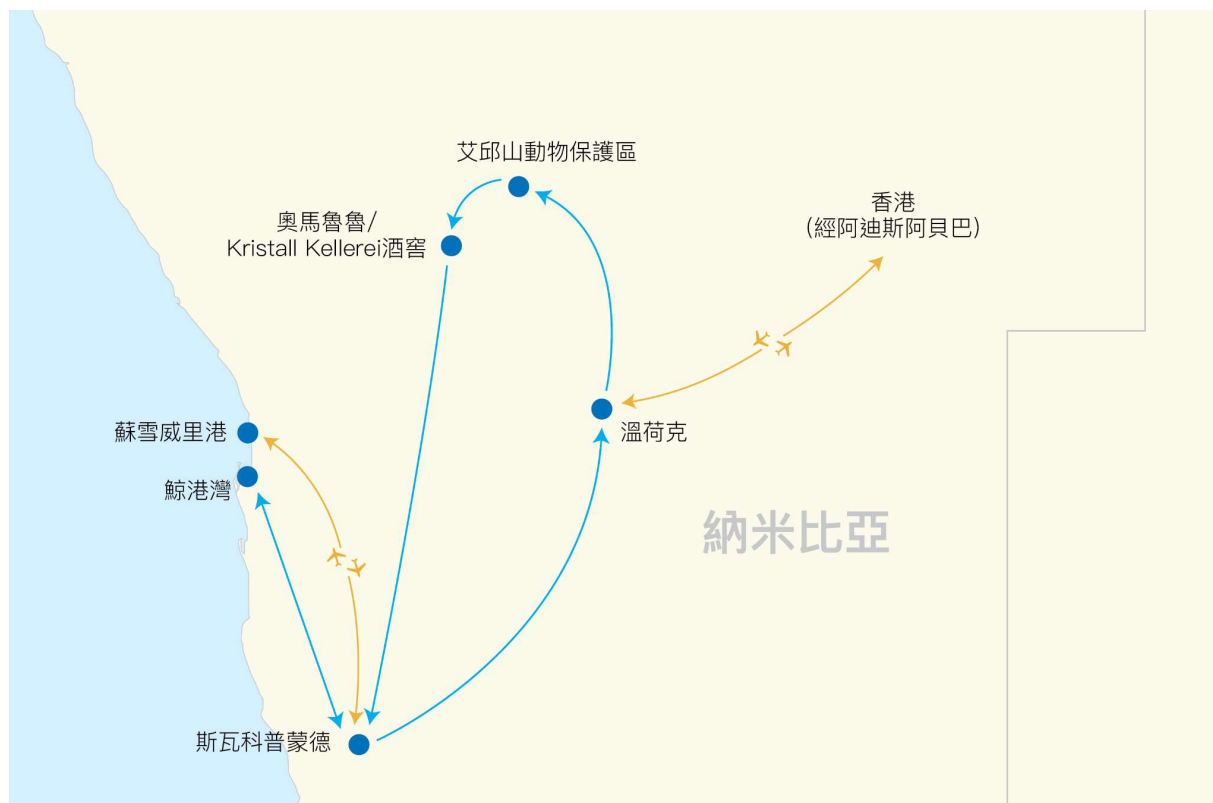 艾邱山動物保護區
香港
(經阿迪斯阿貝巴)
奧馬魯魯/
Kristall Kellerei酒窖
蘇雪威里港
溫荷克
鯨港灣
納米比亞
斯瓦科普蒙德